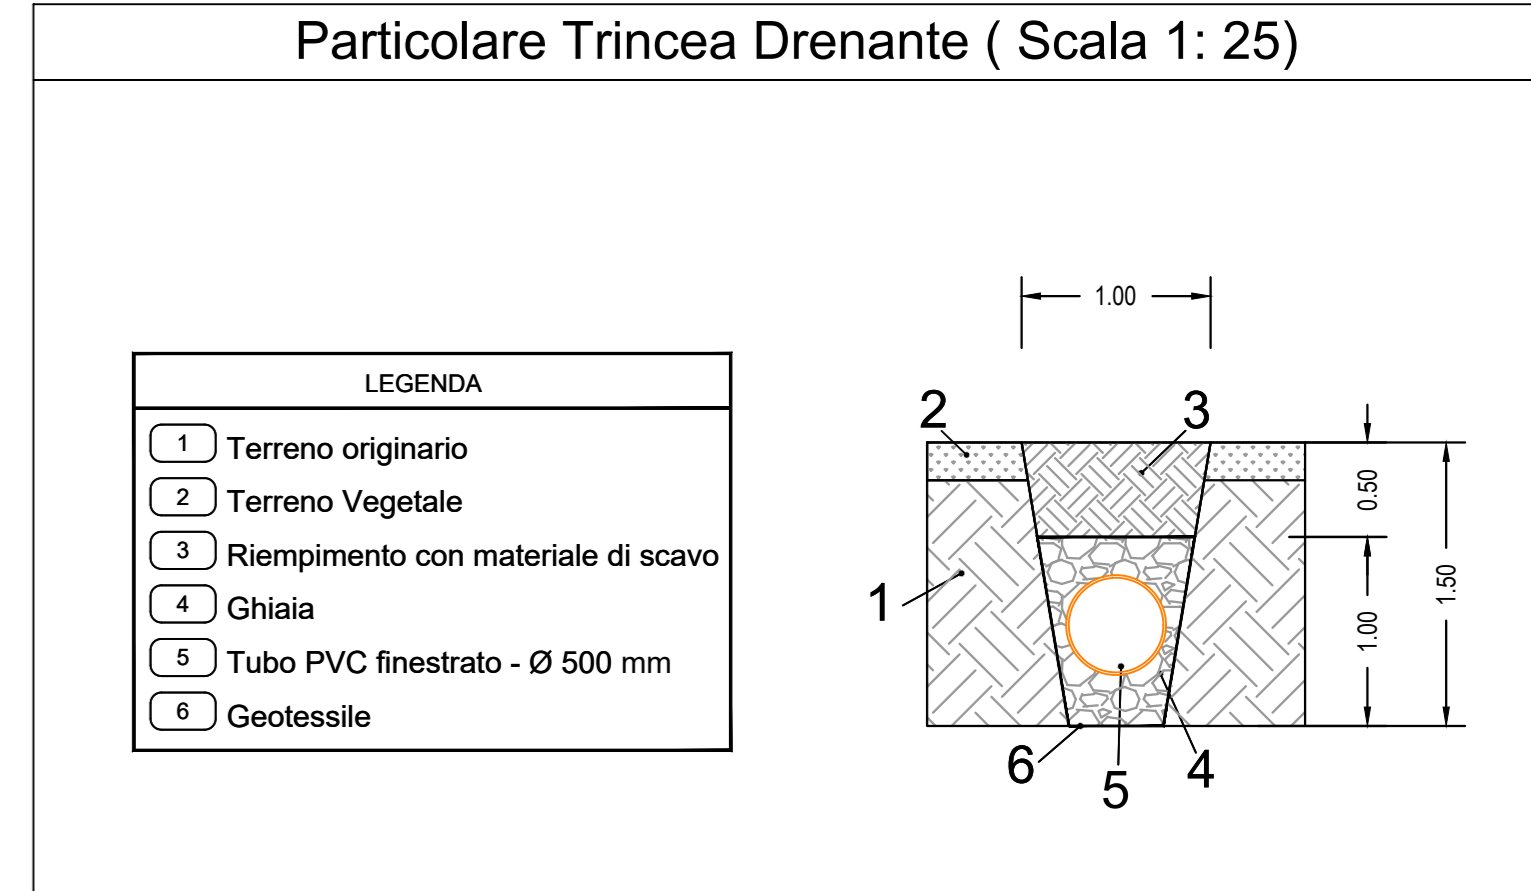 Particolare Trincea Drenante ( Scala 1: 25)
LEGENDA
1 Terreno originario
2 Terreno Vegetale
3 Riempimento con materiale di scavo
4 Ghiaia
5 Tubo PVC finestrato - Ø 500 mm
6 Geotessile
1.00
2
3
0.50
1
1.50
1.00
6
5
4